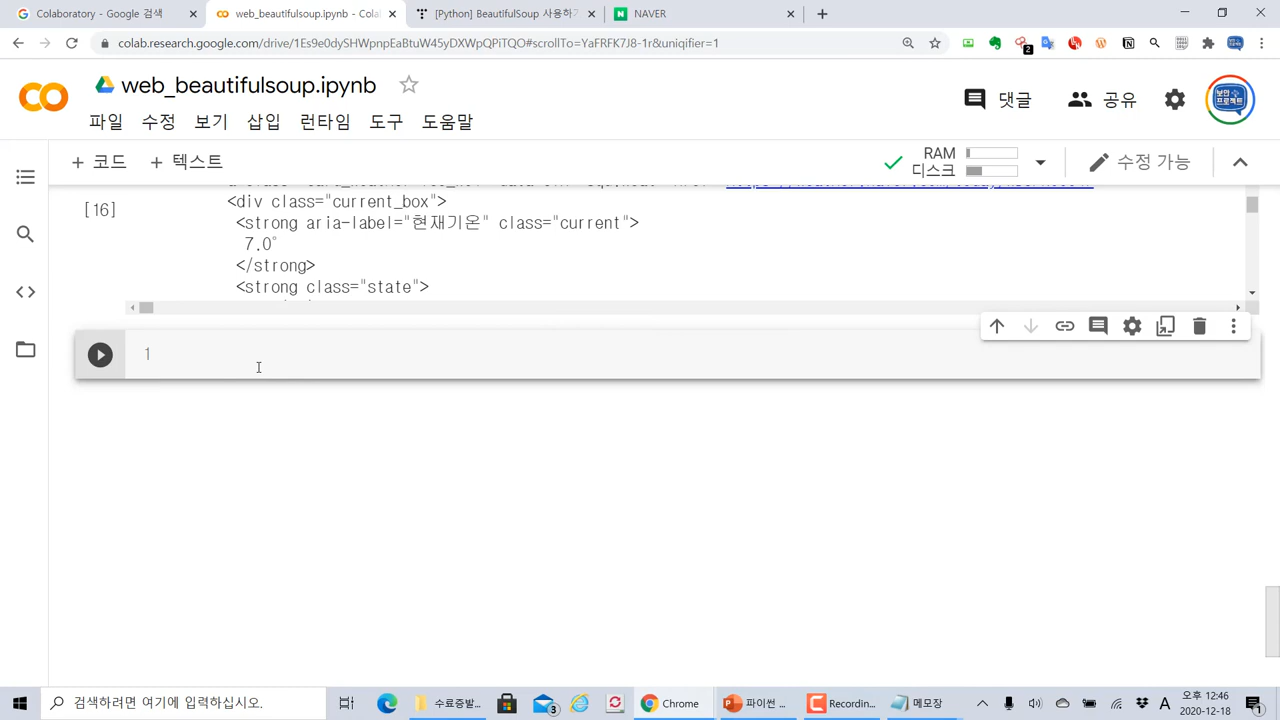 Colaboratory - Google 검색
web_beautifulsoup.ipynb - Cola
[Python] BeautifulSoup 사용하기
NAVER
colab.research.google.com/drive/1Es9e0dySHWonpEaBtuW45yDXWpQPiTQO#scrollTo=YaFRFK7J8-1r&uniqifier=1
web_beautifulsoup.ipynb
댓글
공유
파일 수정 보기 삽입 런타임 도구 도움말
+ 코드 + 텍스트
RAM
디스크
수정 가능
[16]
<div class="current_box">
<strong aria-label="현재기온" class="current">
7.0°
</strong>
<strong class="state">
1
검색하려면 여기에 입력하십시오.
수료증발...
Chrome
파이썬 ...
Recordin...
메모장
A
오후 12:46
2020-12-18